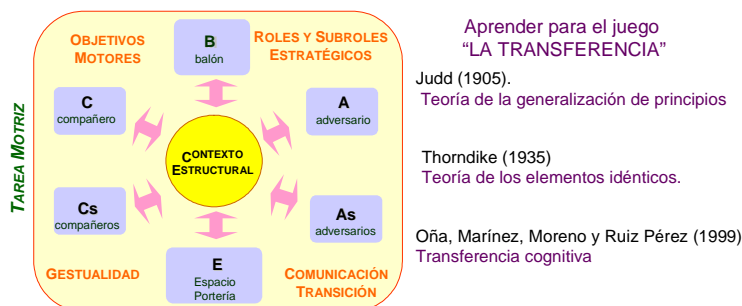 OBJETIVOS
MOTORES
B
balón
ROLES Y SUBROLES
ESTRATÉGICOS
C
compañero
A
adversario
CONTEXTO
ESTRUCTURAL
TAREA MOTRIZ
Cs
compañeros
As
adversarios
E
Espacio
Portería
GESTUALIDAD
COMUNICACIÓN
TRANSICIÓN
Aprender para el juego
“LA TRANSFERENCIA”
Judd (1905).
Teoría de la generalización de principios
Thorndike (1935)
Teoría de los elementos idénticos.
Oña, Marínez, Moreno y Ruiz Pérez (1999)
Transferencia cognitiva